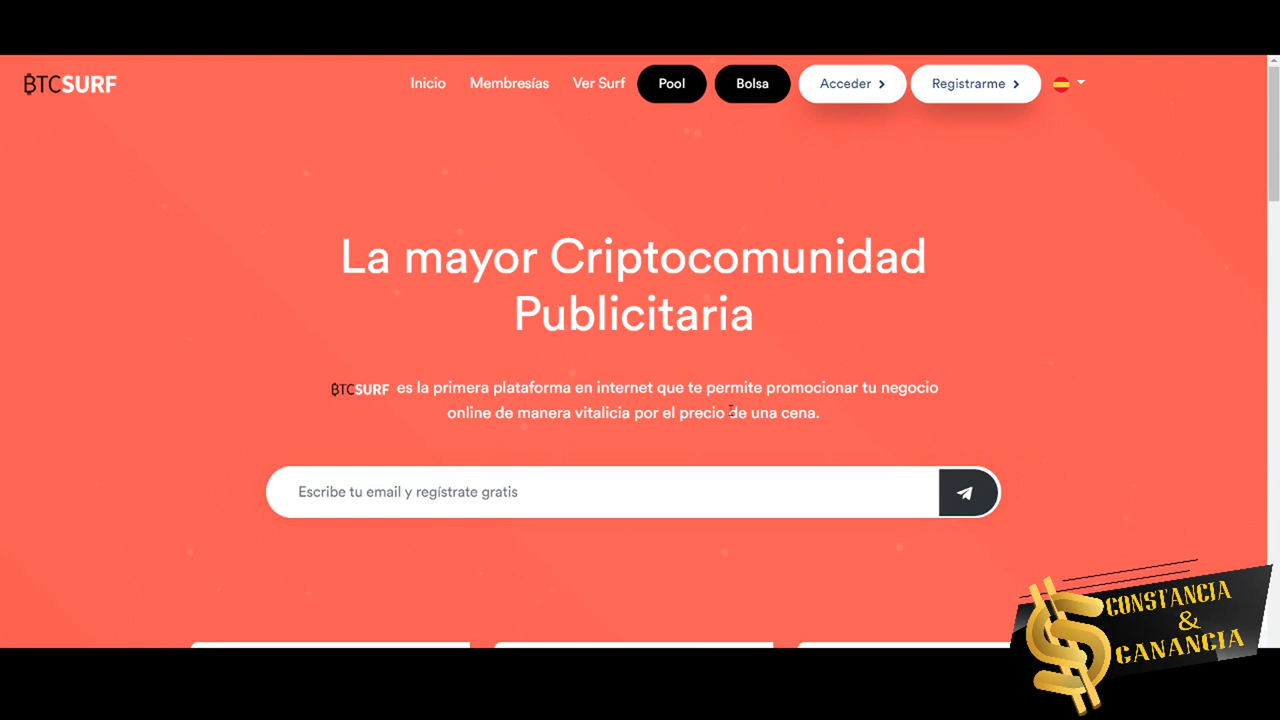 BTCSURF
Inicio Membresías Ver Surf Pool Bolsa Acceder Registrarme
La mayor Criptocomunidad
Publicitaria
BTCSURF es la primera plataforma en internet que te permite promocionar tu negocio
online de manera vitalicia por el precio de una cena.
Escribe tu email y regístrate gratis
CONSTANCIA
&
GANANCIA